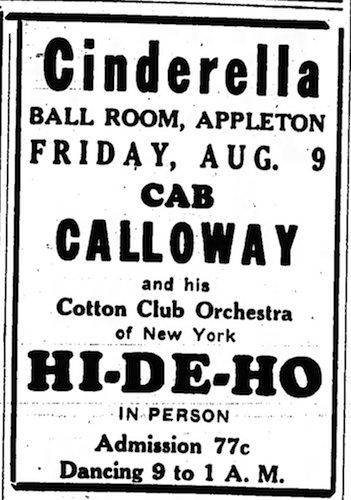 Cinderella
BALL ROOM, APPLETON
FRIDAY, AUG. 9
CAB
CALLOWAY
and his
Cotton Club Orchestra
of New York
HI-DE-HO
IN PERSON
Admission 77c
Dancing 9 to 1 A. M.